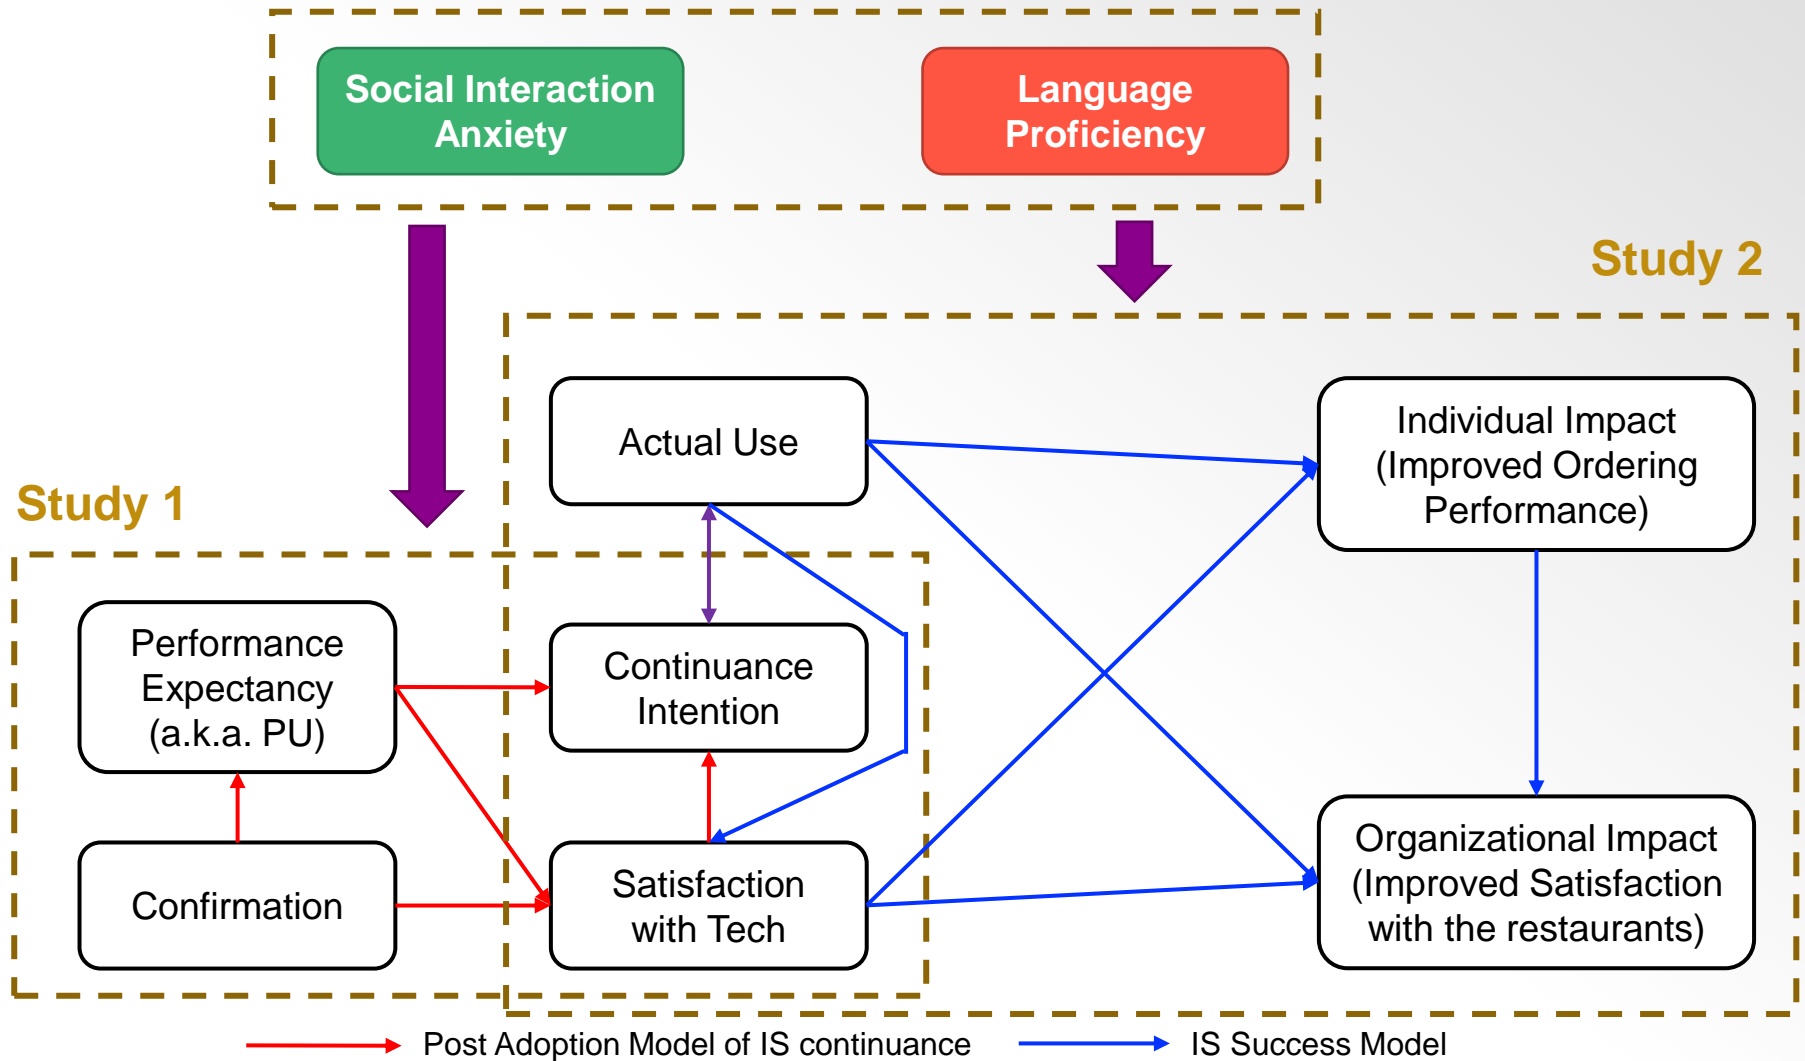 Social Interaction
Anxiety
Language
Proficiency
Study 2
Actual Use
Individual Impact
(Improved Ordering
Performance)
Study 1
Performance
Expectancy
(a.k.a. PU)
Continuance
Intention
Confirmation
Satisfaction
with Tech
Organizational Impact
(Improved Satisfaction
with the restaurants)
Post Adoption Model of IS continuance
IS Success Model